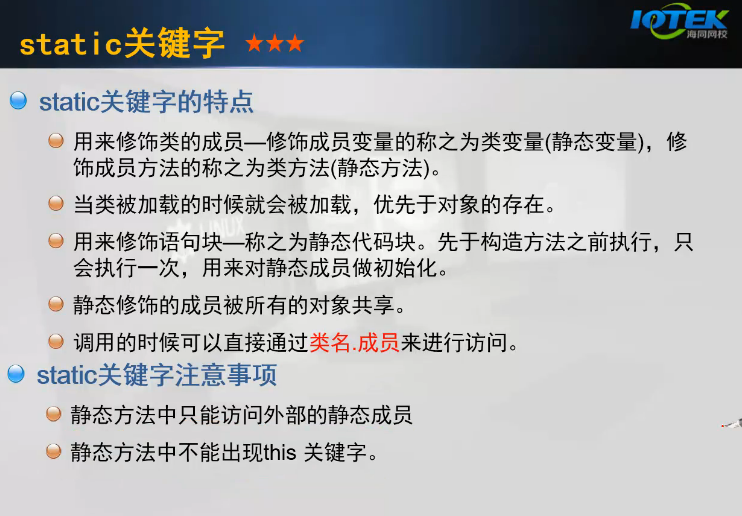 static关键字 ★★★
IOTEK
海同网校
static关键字的特点
用来修饰类的成员—修饰成员变量的称之为类变量(静态变量)，修
饰成员方法的称之为类方法(静态方法)。
当类被加载的时候就会被加载，优先于对象的存在。
用来修饰语句块—称之为静态代码块。先于构造方法之前执行，只
会执行一次，用来对静态成员做初始化。
静态修饰的成员被所有的对象共享。
调用的时候可以直接通过类名.成员来进行访问。
static关键字注意事项
静态方法中只能访问外部的静态成员
静态方法中不能出现this 关键字。
LINUX